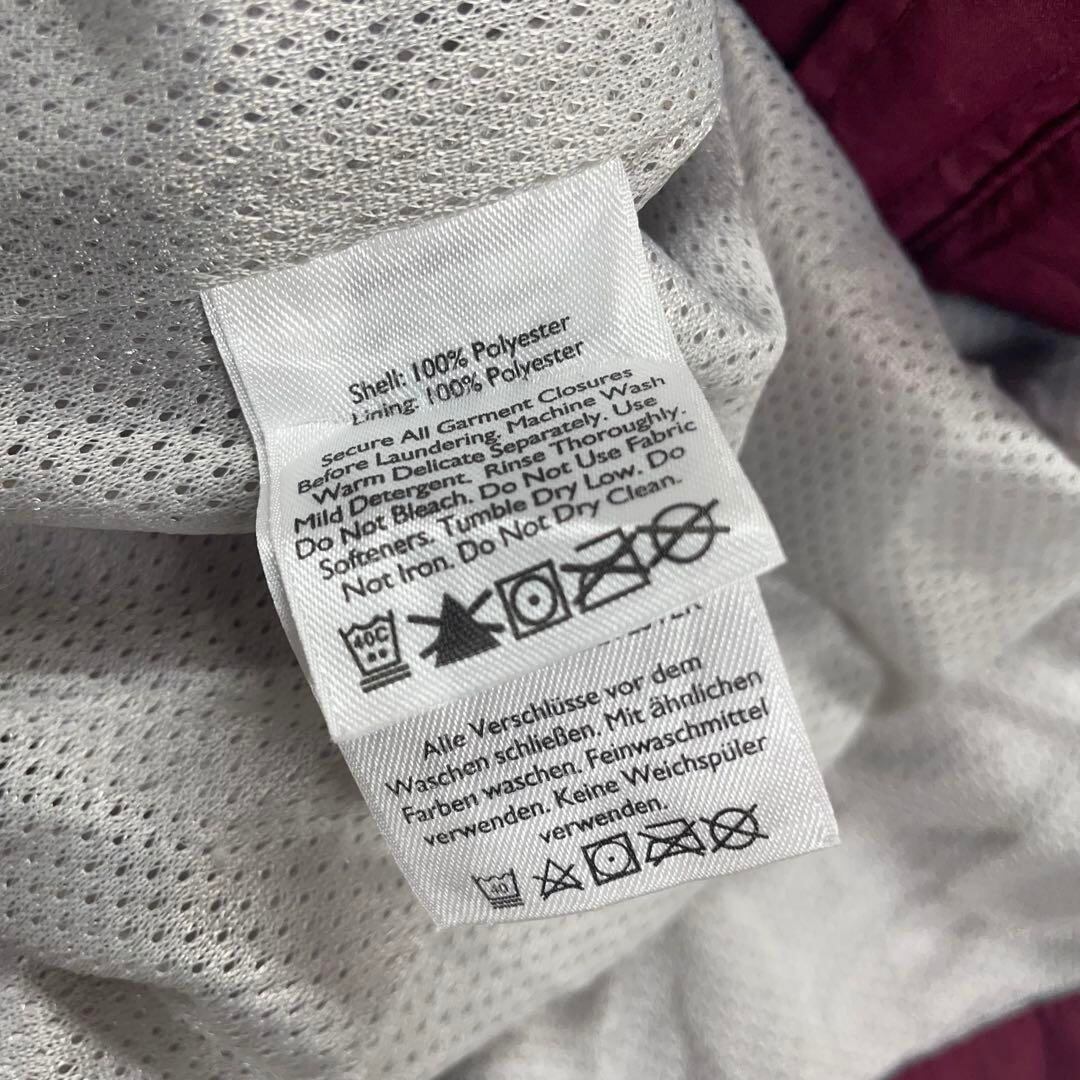 Shell: 100% Polyester
Lining: 100% Polyester
Secure All Garment Closures
Before Laundering. Machine Wash
Warm Delicate Separately. Use
Mild Detergent. Rinse Thoroughly.
Do Not Bleach. Do Not Use Fabric
Softeners. Tumble Dry Low. Do
Not Iron. Do Not Dry Clean.
40C
Alle Verschlüsse vor dem
Waschen schließen. Mit ähnlichen
Farben waschen. Feinwaschmittel
verwenden. Keine Weichspüler
verwenden.
40